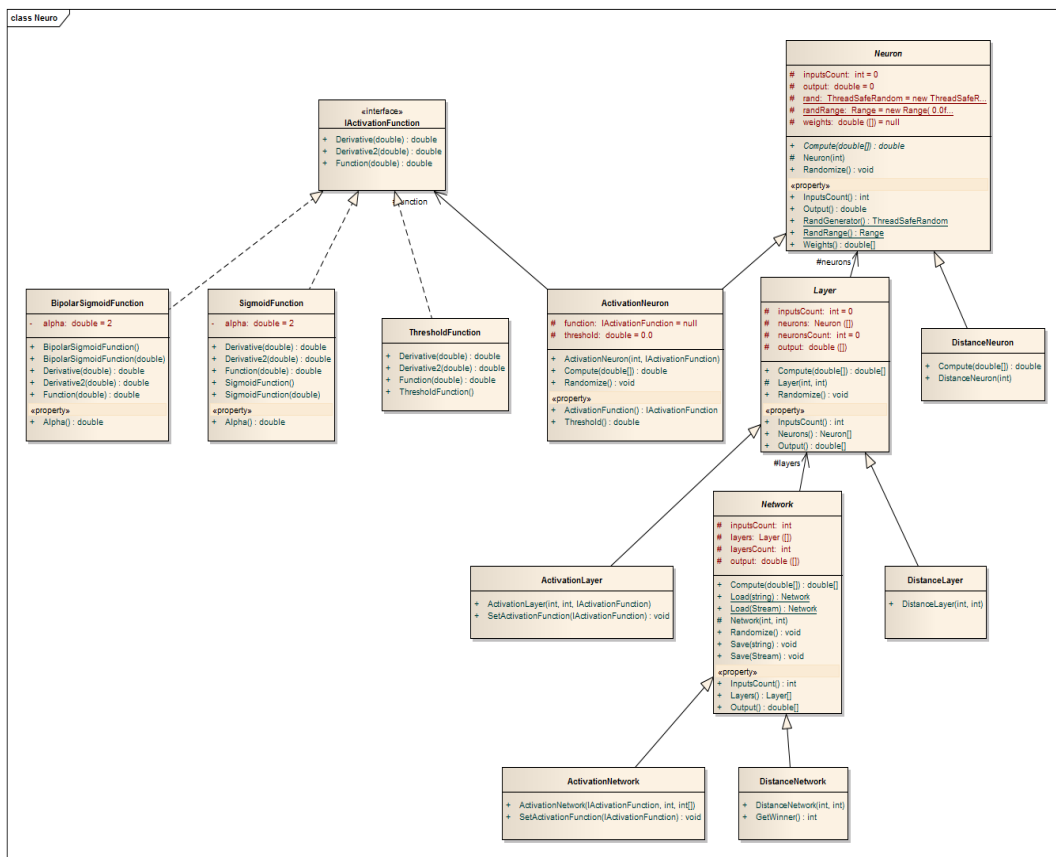 class Neuro
Neuron
# inputsCount: int = 0
# output: double = 0
# rand: ThreadSafeRandom = new ThreadSafeR...
# randRange: Range = new Range( 0.0f...
# weights: double ([]) = null
+ Compute(double[]) : double
# Neuron(int)
+ Randomize() : void
«property»
+ InputsCount() : int
+ Output() : double
+ RandGenerator() : ThreadSafeRandom
+ RandRange() : Range
+ Weights() : double[]
«interface»
IActivationFunction
+ Derivative(double) : double
+ Derivative2(double) : double
+ Function(double) : double
#neurons
BipolarSigmoidFunction
- alpha: double = 2
+ BipolarSigmoidFunction()
+ BipolarSigmoidFunction(double)
+ Derivative(double) : double
+ Derivative2(double) : double
+ Function(double) : double
«property»
+ Alpha() : double
SigmoidFunction
- alpha: double = 2
+ Derivative(double) : double
+ Derivative2(double) : double
+ Function(double) : double
+ SigmoidFunction()
+ SigmoidFunction(double)
«property»
+ Alpha() : double
ThresholdFunction
+ Derivative(double) : double
+ Derivative2(double) : double
+ Function(double) : double
+ ThresholdFunction()
ActivationNeuron
# function: IActivationFunction = null
# threshold: double = 0.0
+ ActivationNeuron(int, IActivationFunction)
+ Compute(double[]) : double
+ Randomize() : void
«property»
+ ActivationFunction() : IActivationFunction
+ Threshold() : double
Layer
# inputsCount: int = 0
# neurons: Neuron ([])
# neuronsCount: int = 0
# output: double ([])
+ Compute(double[]) : double[]
# Layer(int, int)
+ Randomize() : void
«property»
+ InputsCount() : int
+ Neurons() : Neuron[]
+ Output() : double[]
DistanceNeuron
+ Compute(double[]) : double
+ DistanceNeuron(int)
#layers
Network
# inputsCount: int
# layers: Layer ([])
# layersCount: int
# output: double ([])
+ Compute(double[]) : double[]
+ Load(string) : Network
+ Load(Stream) : Network
# Network(int, int)
+ Randomize() : void
+ Save(string) : void
+ Save(Stream) : void
«property»
+ InputsCount() : int
+ Layers() : Layer[]
+ Output() : double[]
ActivationLayer
+ ActivationLayer(int, int, IActivationFunction)
+ SetActivationFunction(IActivationFunction) : void
DistanceLayer
+ DistanceLayer(int, int)
ActivationNetwork
+ ActivationNetwork(IActivationFunction, int, int[])
+ SetActivationFunction(IActivationFunction) : void
DistanceNetwork
+ DistanceNetwork(int, int)
+ GetWinner() : int